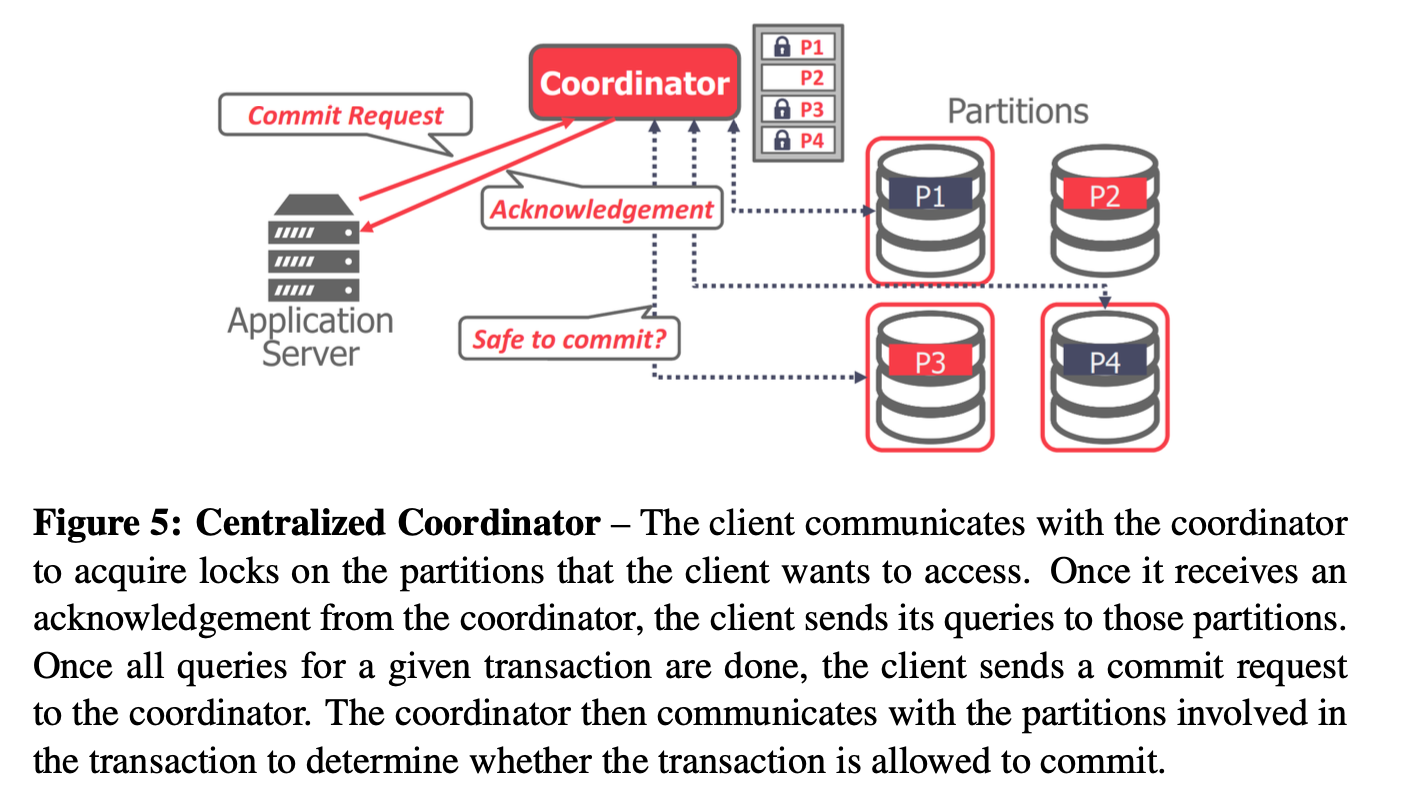 Coordinator
P1
P2
P3
P4
Commit Request
Partitions
Acknowledgement
P1
P2
Application
Server
Safe to commit?
P3
P4
Figure 5: Centralized Coordinator – The client communicates with the coordinator
to acquire locks on the partitions that the client wants to access. Once it receives an
acknowledgement from the coordinator, the client sends its queries to those partitions.
Once all queries for a given transaction are done, the client sends a commit request
to the coordinator. The coordinator then communicates with the partitions involved in
the transaction to determine whether the transaction is allowed to commit.